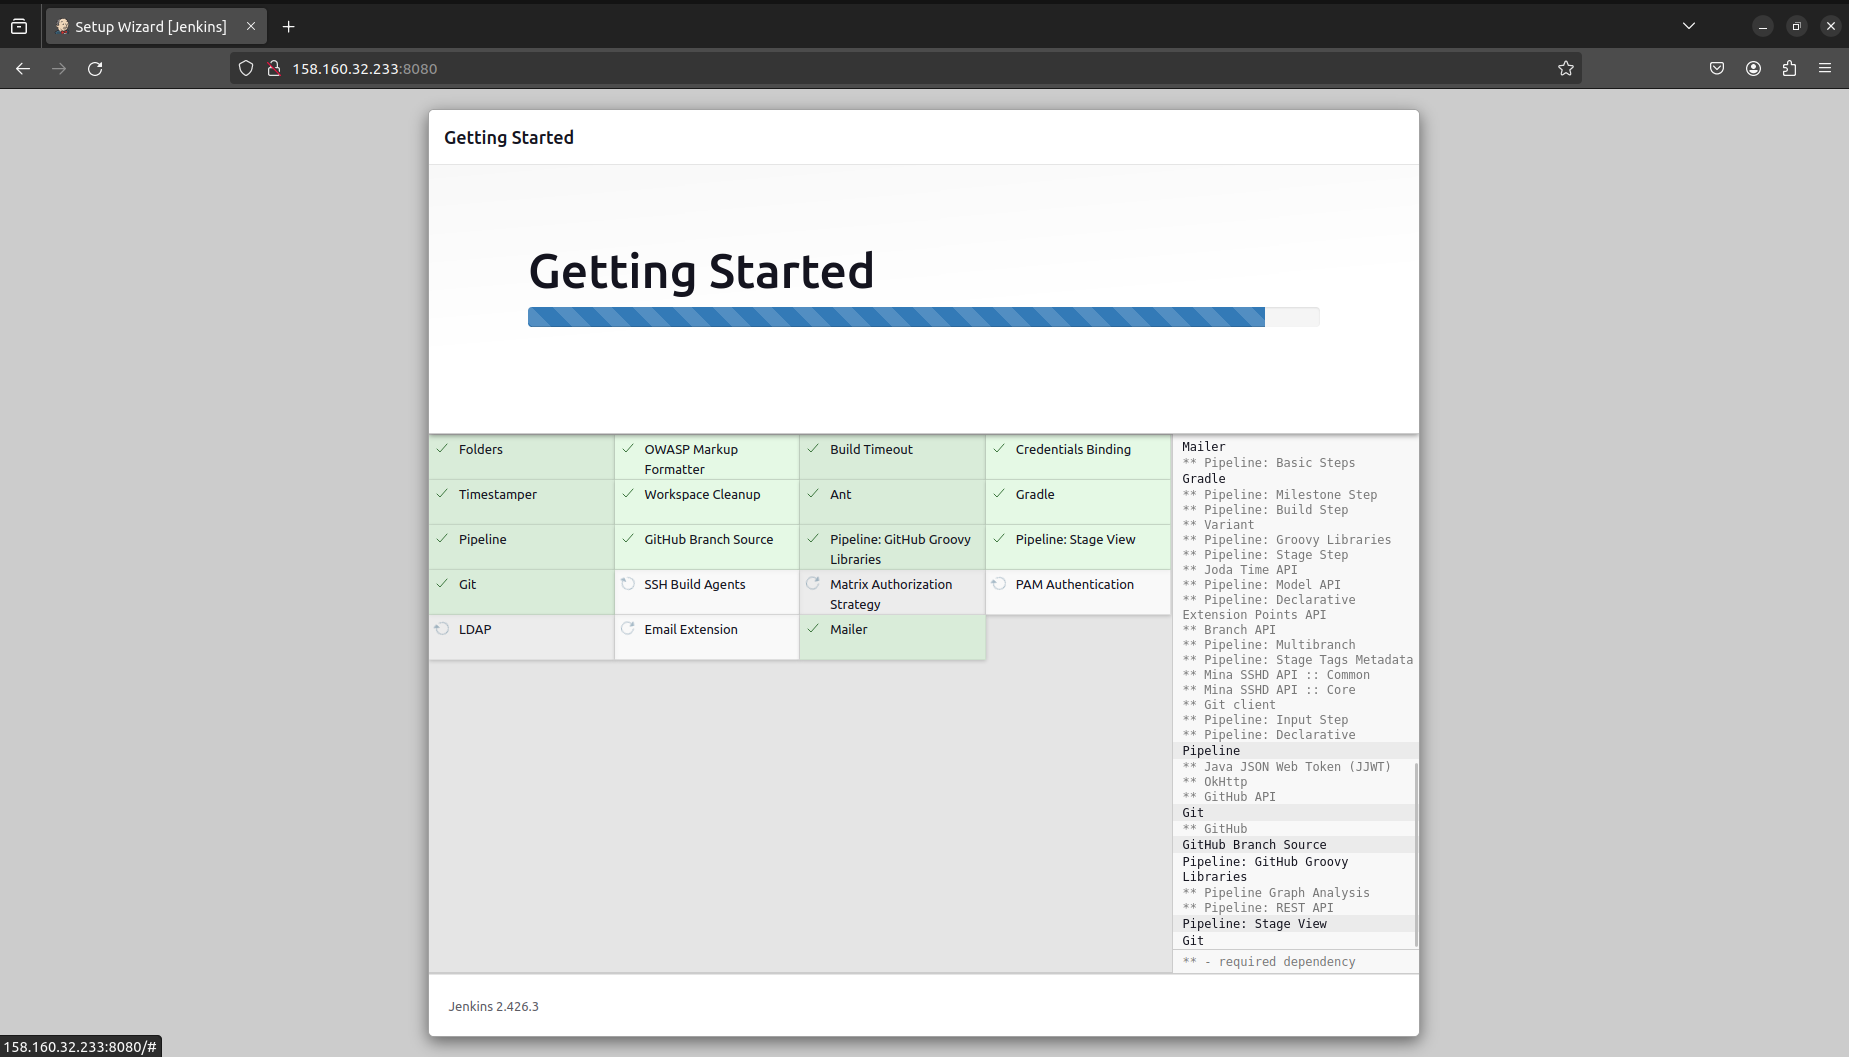 Setup Wizard [Jenkins]
158.160.32.233:8080
Getting Started
Getting Started
Folders
OWASP Markup
Formatter
Build Timeout
Credentials Binding
Timestamper
Workspace Cleanup
Ant
Gradle
Pipeline
GitHub Branch Source
Pipeline: GitHub Groovy
Libraries
Pipeline: Stage View
Git
SSH Build Agents
Matrix Authorization
Strategy
PAM Authentication
LDAP
Email Extension
Mailer
Mailer
** Pipeline: Basic Steps
Gradle
** Pipeline: Milestone Step
** Pipeline: Build Step
** Variant
** Pipeline: Groovy Libraries
** Pipeline: Stage Step
** Joda Time API
** Pipeline: Model API
** Pipeline: Declarative
Extension Points API
** Branch API
** Pipeline: Multibranch
** Pipeline: Stage Tags Metadata
** Mina SSHD API :: Common
** Mina SSHD API :: Core
** Git client
** Pipeline: Input Step
** Pipeline: Declarative
Pipeline
** Java JSON Web Token (JJWT)
** OkHttp
** GitHub API
Git
** GitHub
GitHub Branch Source
Pipeline: GitHub Groovy
Libraries
** Pipeline Graph Analysis
** Pipeline: REST API
Pipeline: Stage View
Git
** - required dependency
Jenkins 2.426.3
158.160.32.233:8080/#